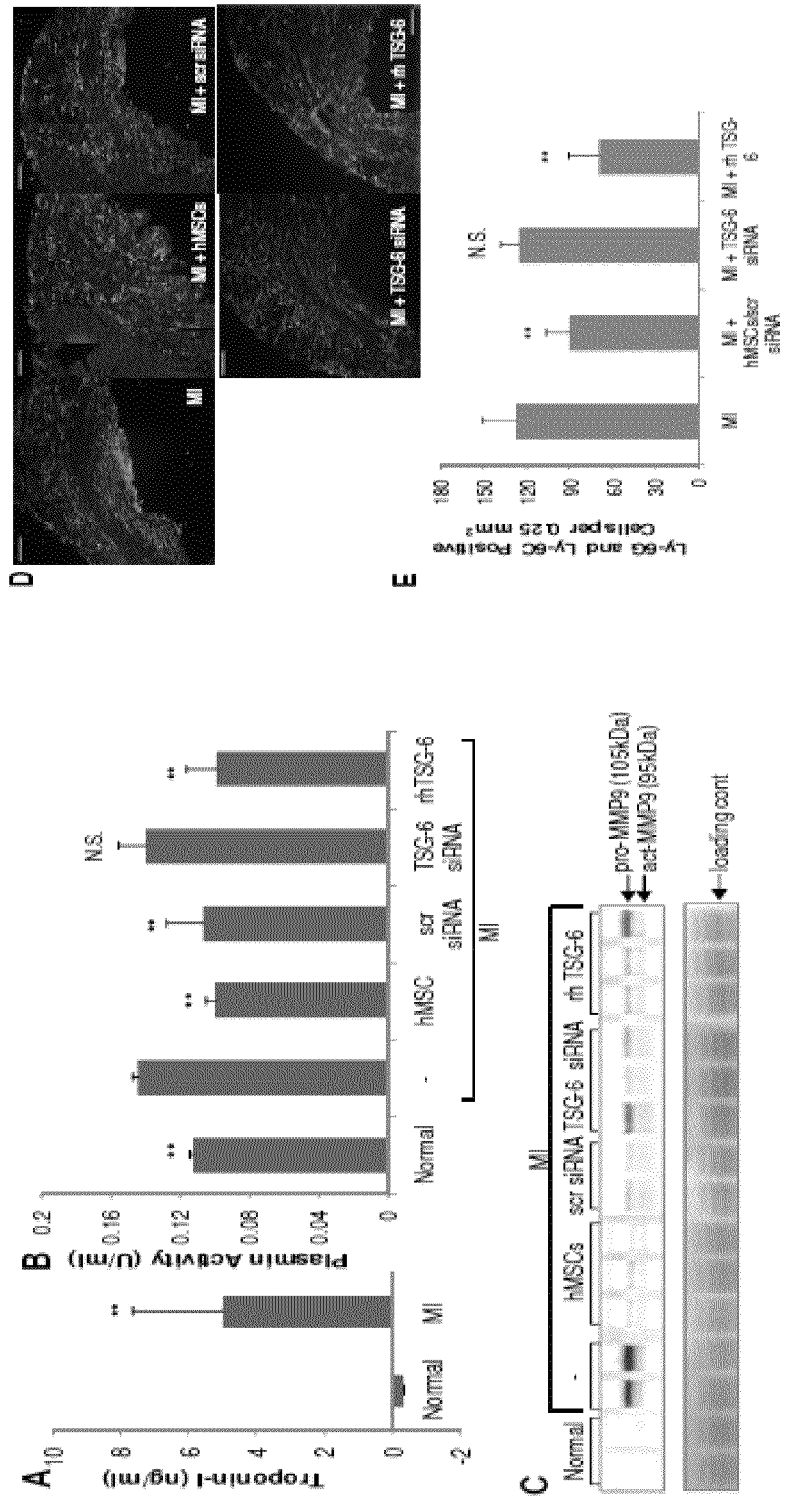 A
Troponin-I (ng/ml)
10
8
6
4
2
0
-2
Normal
MI
**
B
Plasmin Activity (U/ml)
0.2
0.16
0.12
0.08
0.04
0
**
**
**
N.S.
**
Normal
-
hMSC
scr siRNA
TSG-6 siRNA
rh TSG-6
MI
C
MI
Normal
-
hMSCs
scr siRNA
TSG-6 siRNA
rh TSG-6
pro-MMP9 (105kDa)
act-MMP9 (95kDa)
loading cont
D
MI
MI + hMSCs
MI + scr siRNA
MI + TSG-6 siRNA
MI + rh TSG-6
E
Ly-6G and Ly-6C Positive
Cells per 0.25 mm²
180
150
120
90
60
30
0
**
N.S.
**
MI
MI +
hMSCs/scr
siRNA
MI + TSG-6
siRNA
MI + rh TSG-
6